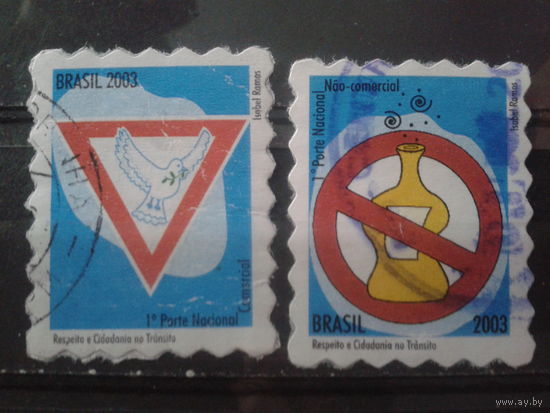 BRASIL 2003
Isabel Ramos
Comercial
1º Porte Nacional
Respeito e Cidadania no Trânsito
Não-comercial
1º Porte Nacional
Isabel Ramos
BRASIL 2003
Respeito e Cidadania no Trânsito
www.ay.by